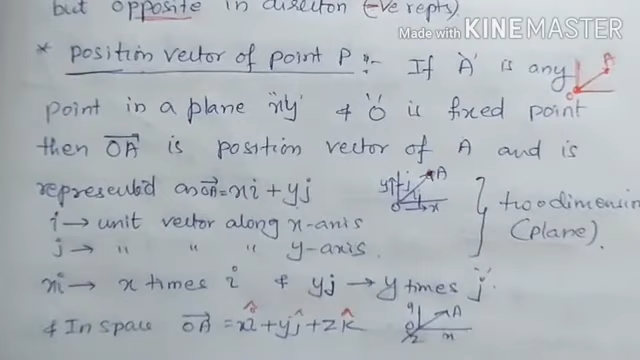 but opposite in direction (-ve repts).
Made with KINEMASTER
* Position vector of point P :- If 'A' is any
point in a plane "xy" & 'O' is fixed point
then OA is position vector of A and is
represented as OA = xi + yj
i → unit vector along x-axis
j → " " " y-axis.
two dimension
(plane).
xi → x times i & yj → y times j.
& In space OA = xî + yĵ + zk̂